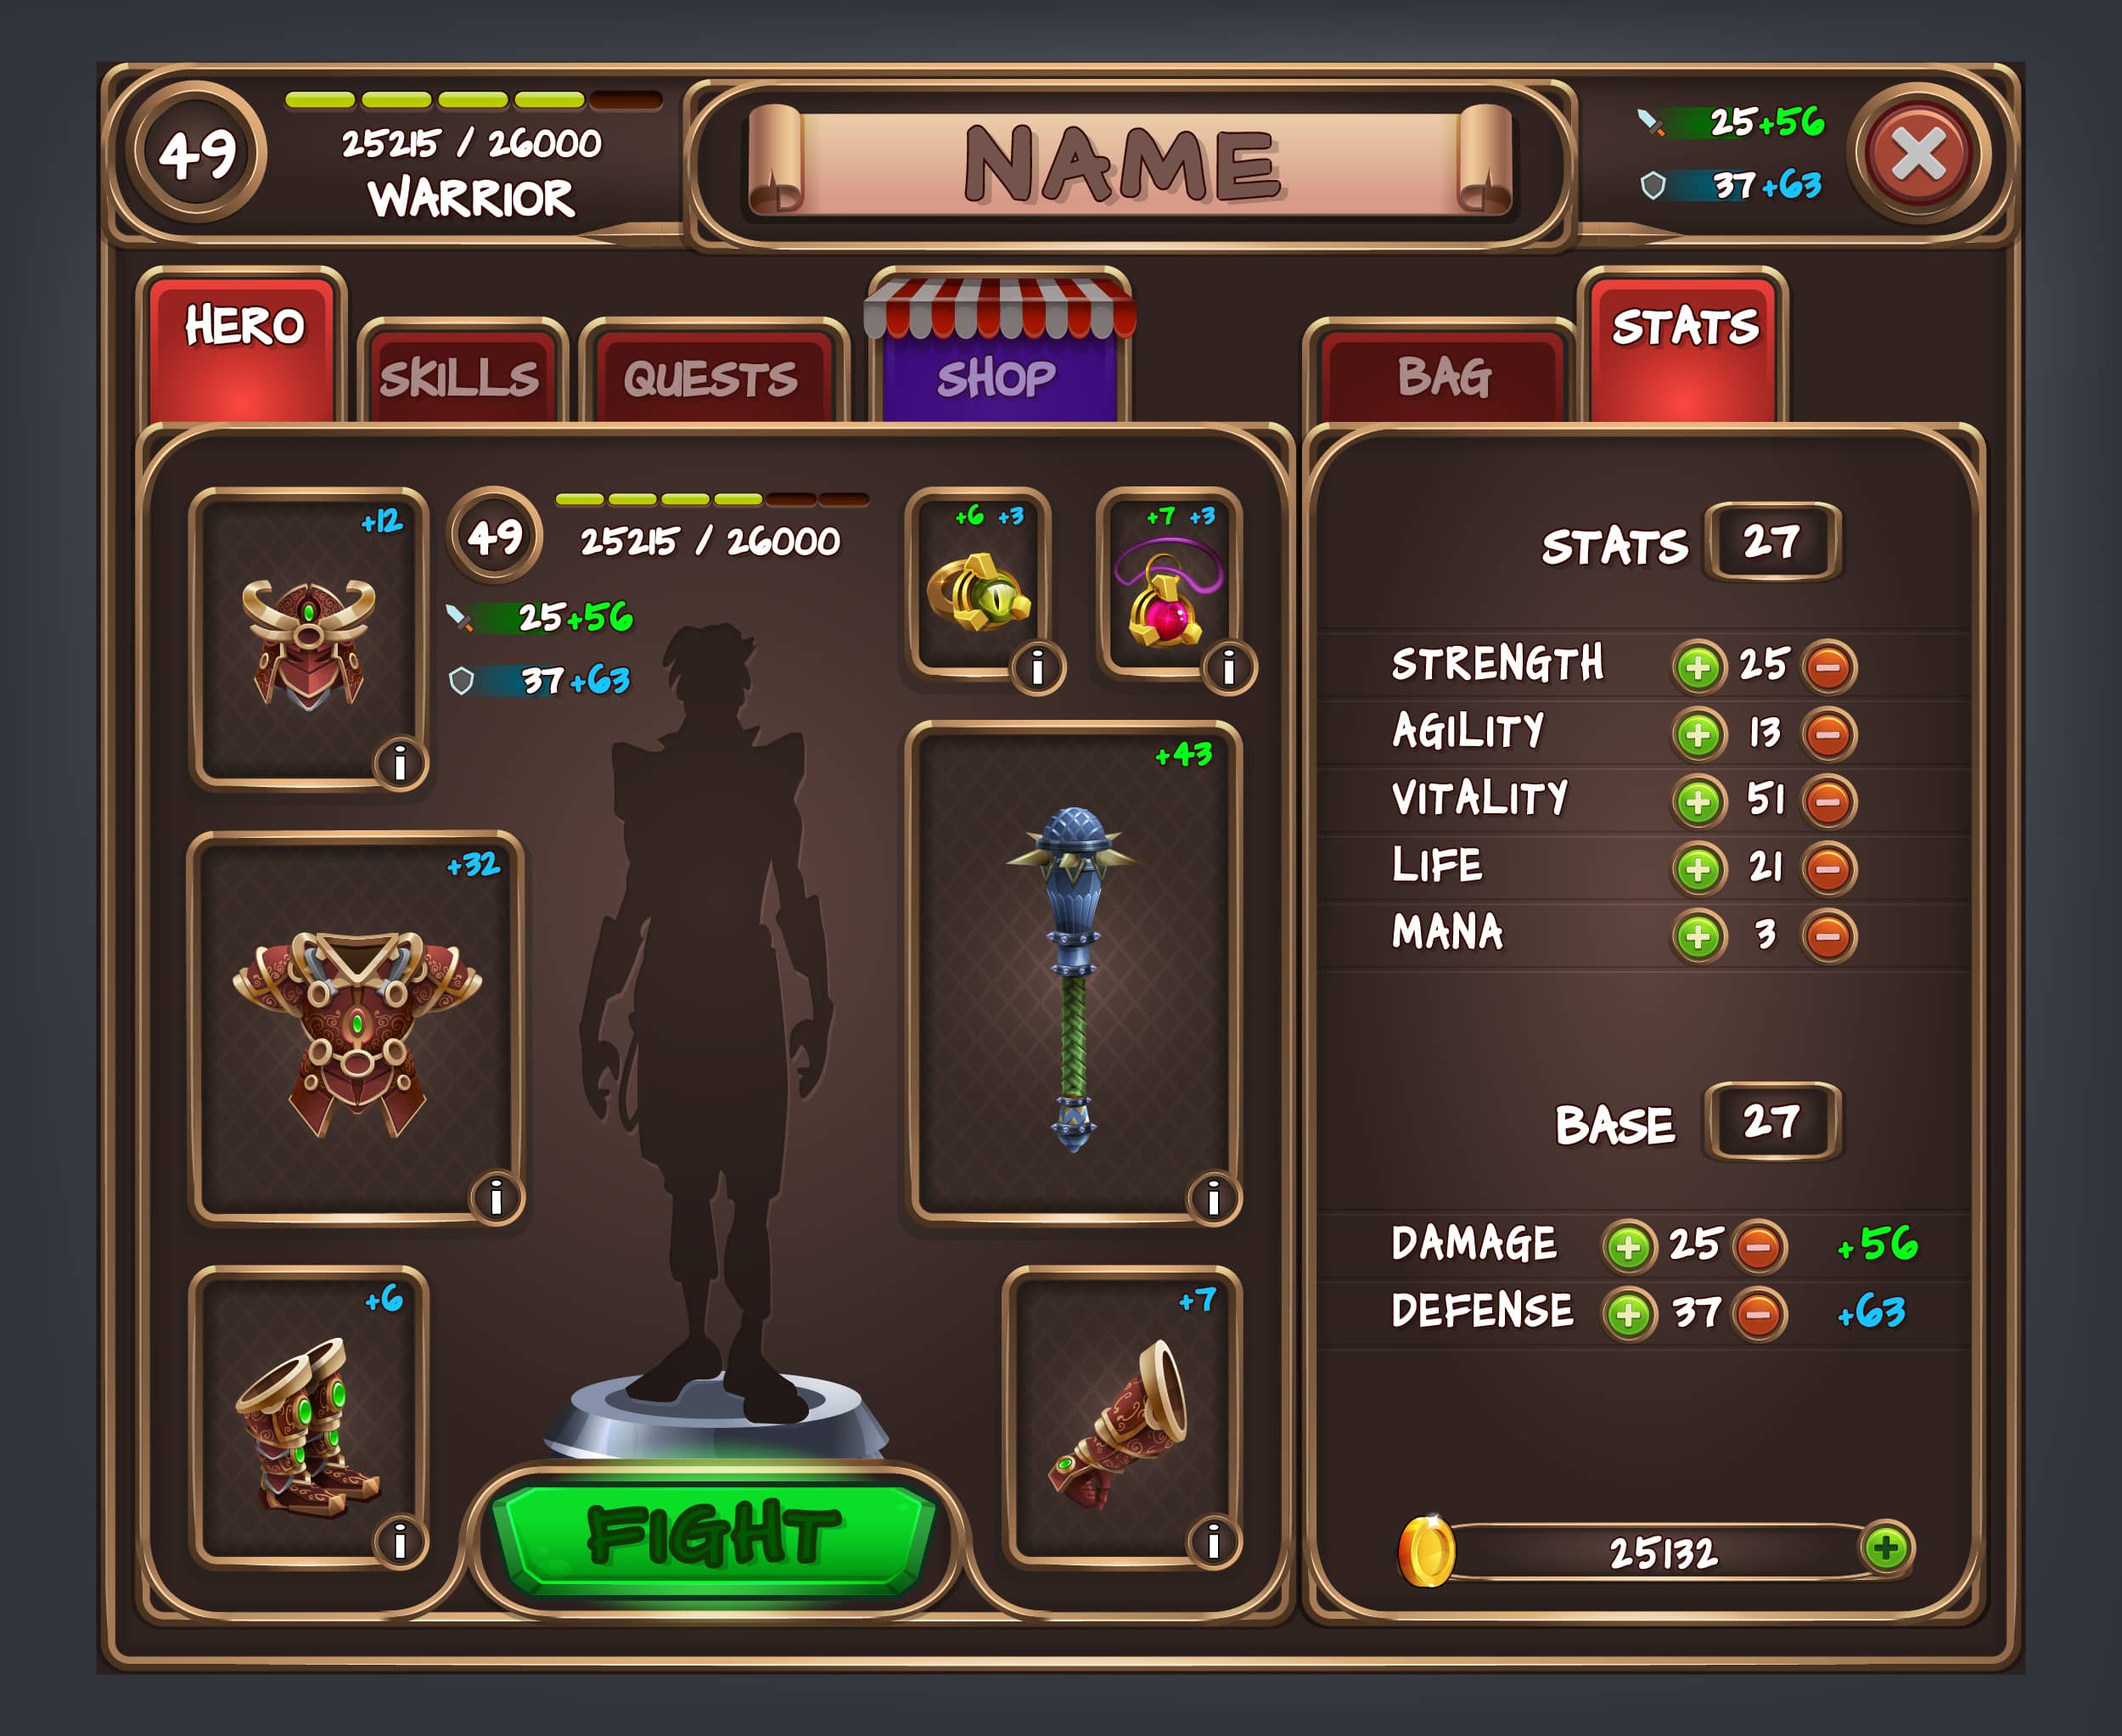 49
25215 / 26000
WARRIOR
NAME
25+56
37+63
HERO
SKILLS
QUESTS
SHOP
BAG
STATS
+12
49
25215 / 26000
25+56
37+63
+6 +3
i
+7 +3
i
i
+43
i
+32
i
+6
i
+7
i
FIGHT
STATS 27
STRENGTH + 25 −
AGILITY + 13 −
VITALITY + 51 −
LIFE + 21 −
MANA + 3 −
BASE 27
DAMAGE + 25 − +56
DEFENSE + 37 − +63
25132 +